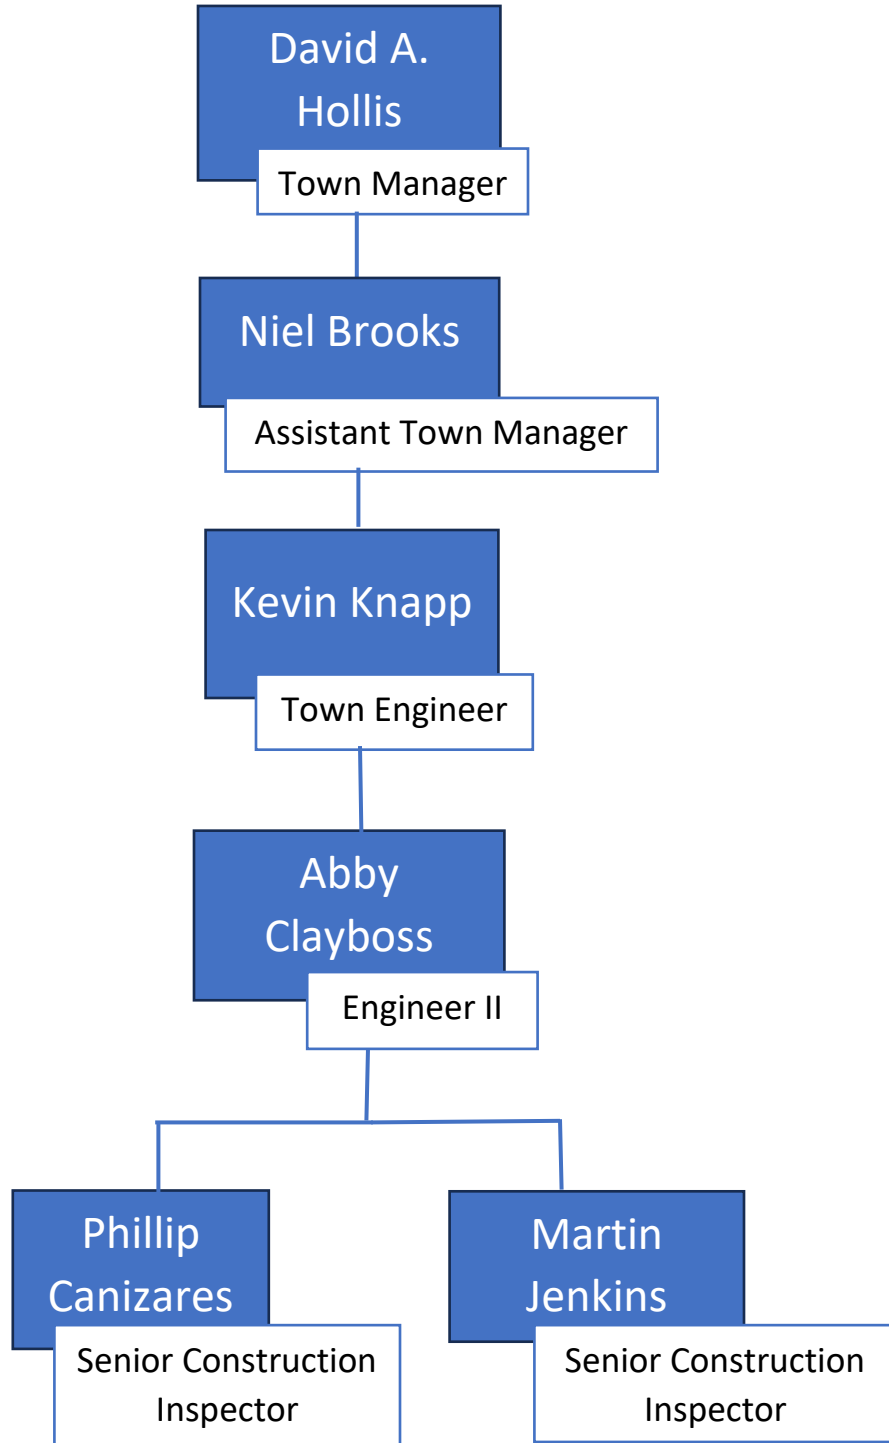 David A.
Hollis
Town Manager
Niel Brooks
Assistant Town Manager
Kevin Knapp
Town Engineer
Abby
Clayboss
Engineer II
Phillip
Canizares
Senior Construction
Inspector
Martin
Jenkins
Senior Construction
Inspector